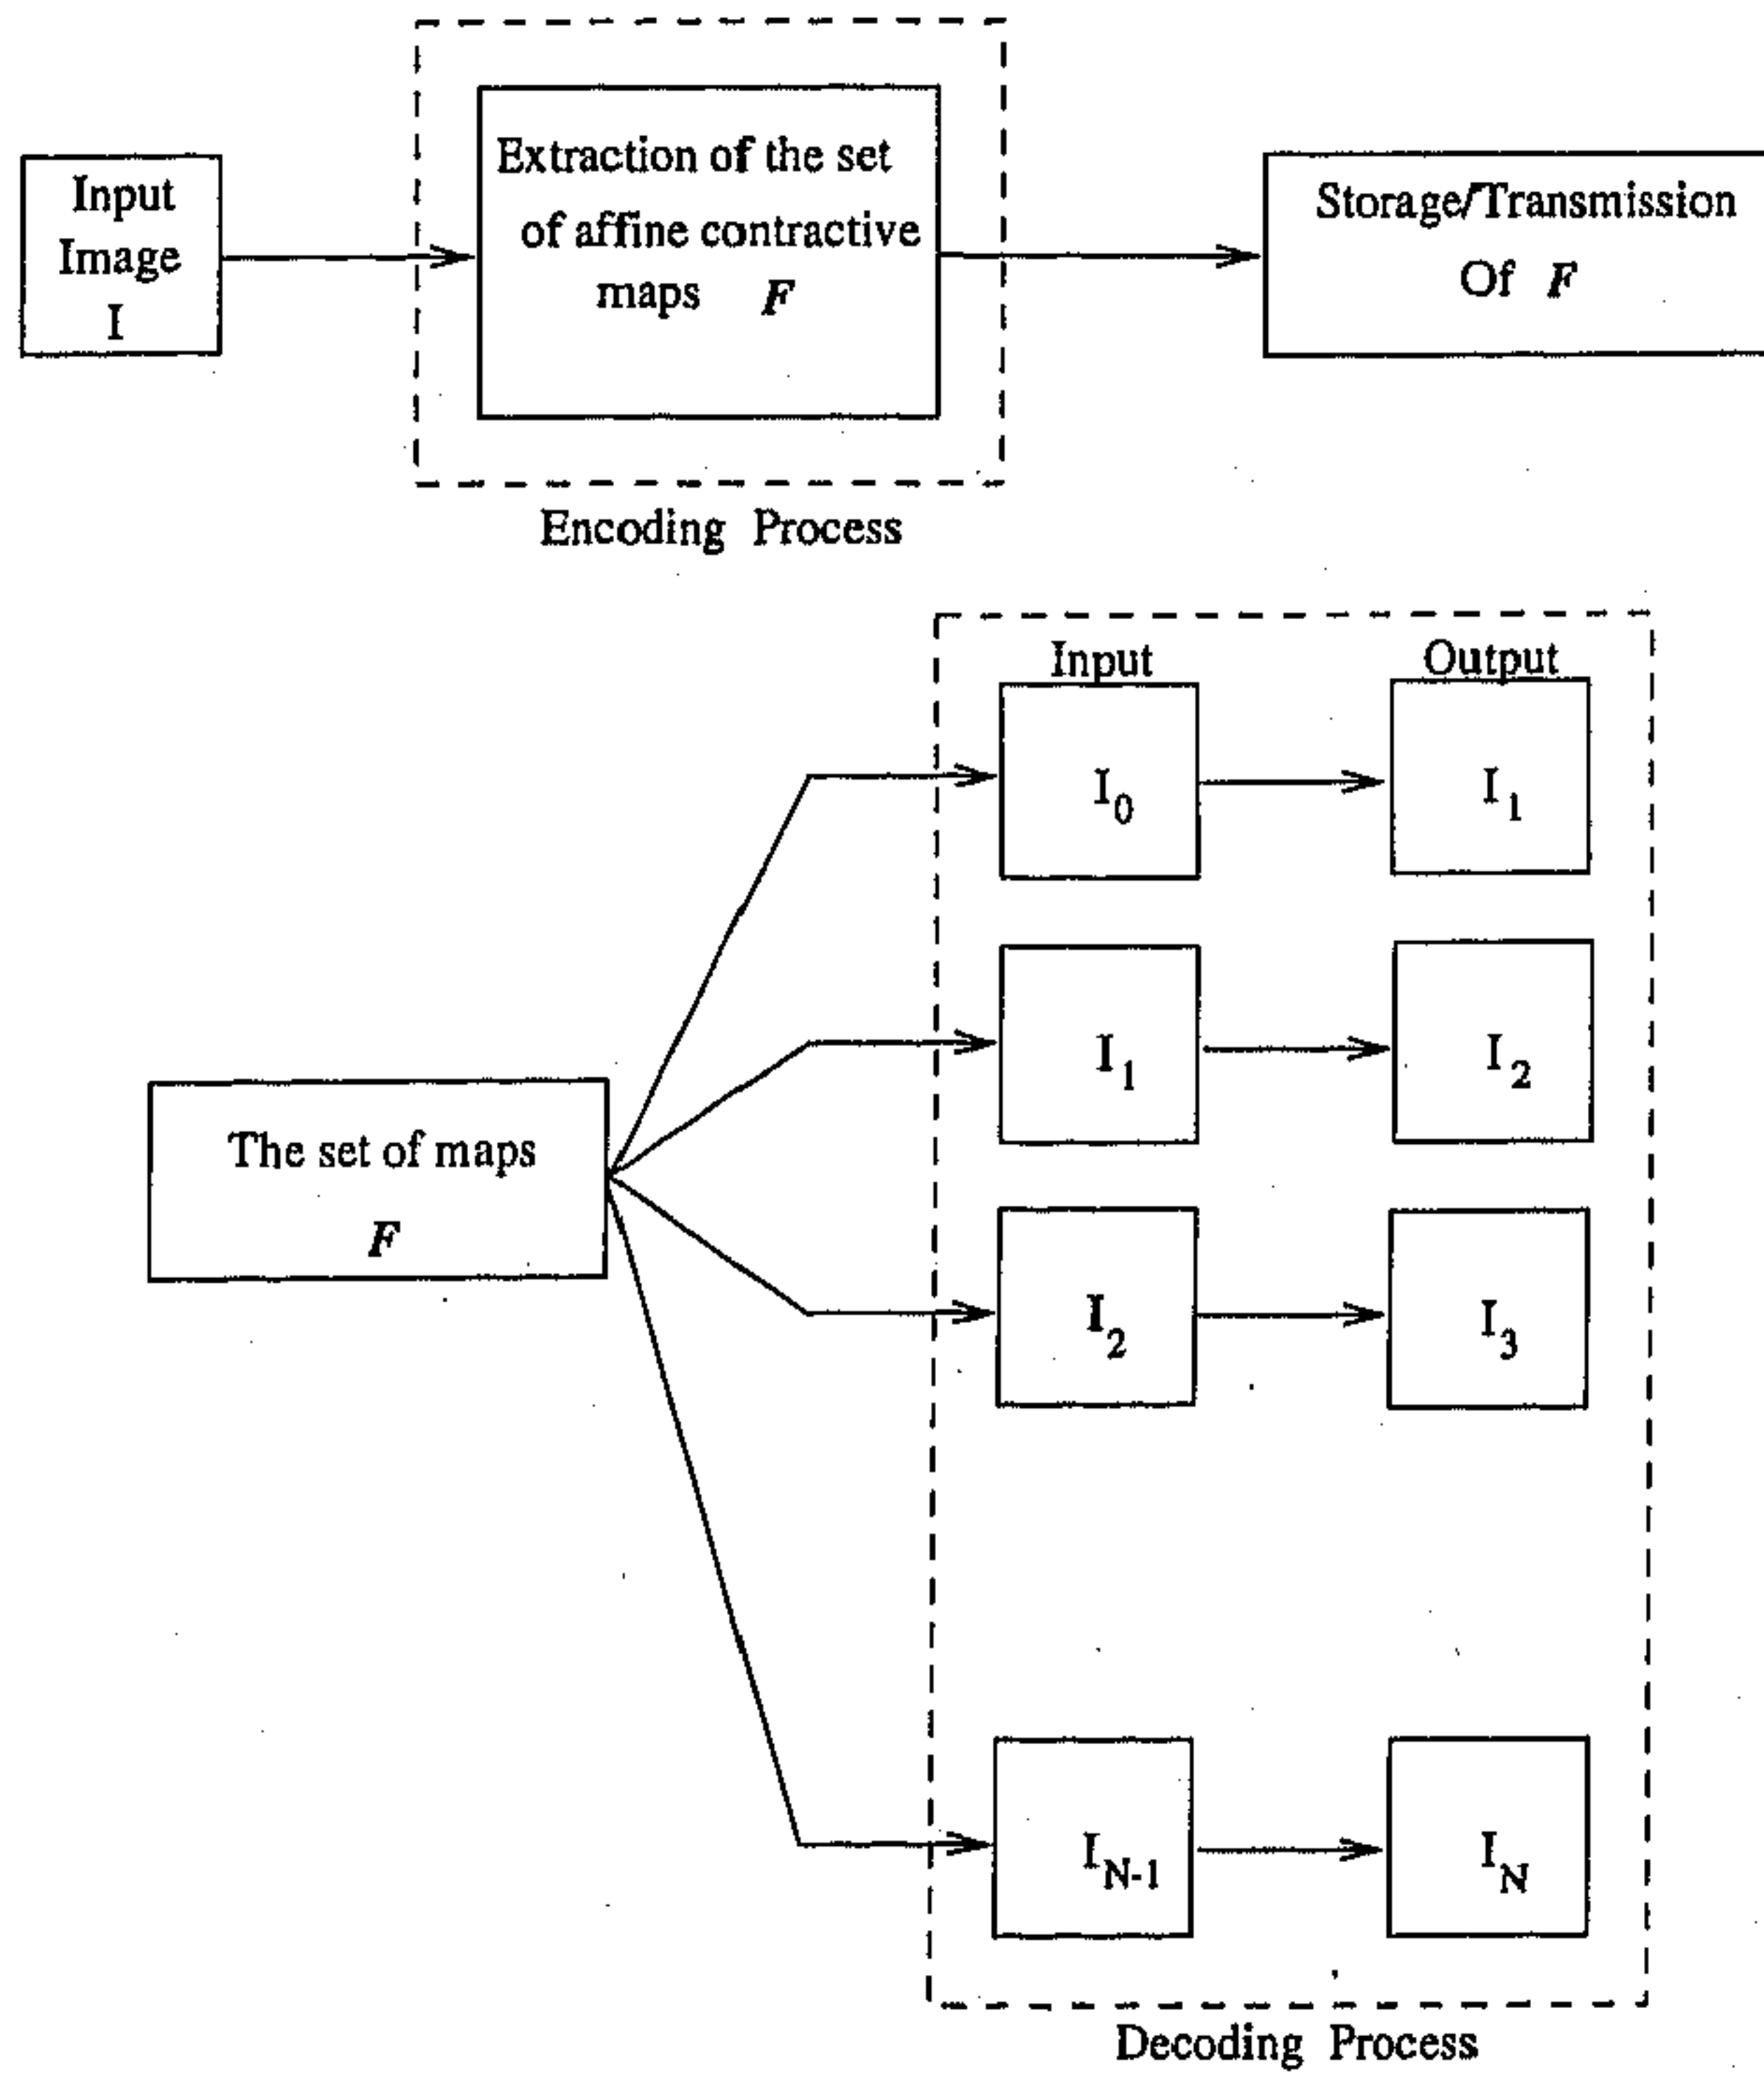 Input
Image
I
Extraction of the set
of affine contractive
maps F
Storage/Transmission
Of F
Encoding Process
Input
Output
I0
I1
I1
I2
The set of maps
F
I2
I3
IN-1
IN
Decoding Process